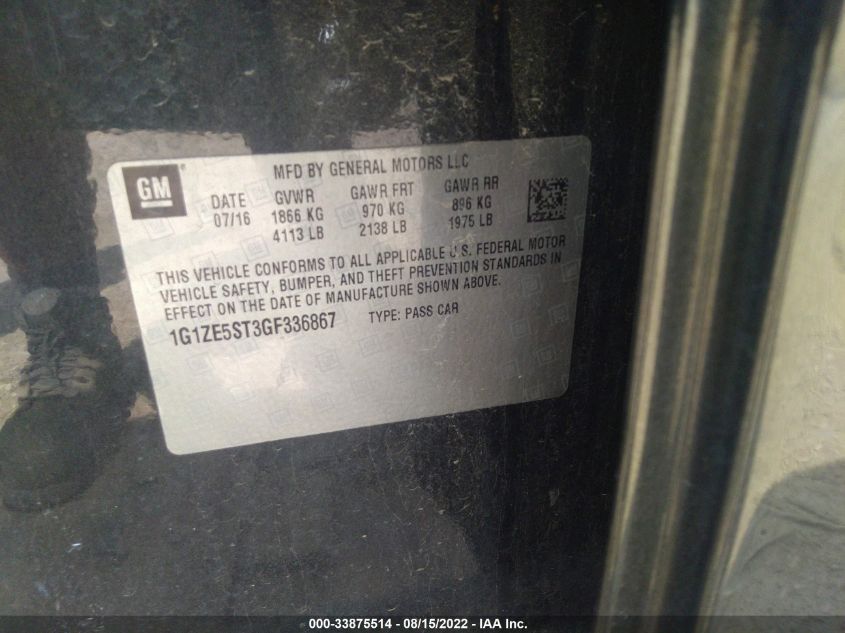 GM
MFD BY GENERAL MOTORS LLC
DATE GVWR GAWR FRT GAWR RR
07/16 1866 KG 970 KG 896 KG
4113 LB 2138 LB 1975 LB
THIS VEHICLE CONFORMS TO ALL APPLICABLE U.S. FEDERAL MOTOR
VEHICLE SAFETY, BUMPER, AND THEFT PREVENTION STANDARDS IN
EFFECT ON THE DATE OF MANUFACTURE SHOWN ABOVE.
1G1ZE5ST3GF336867 TYPE: PASS CAR
000-33875514 - 08/15/2022 - IAA Inc.